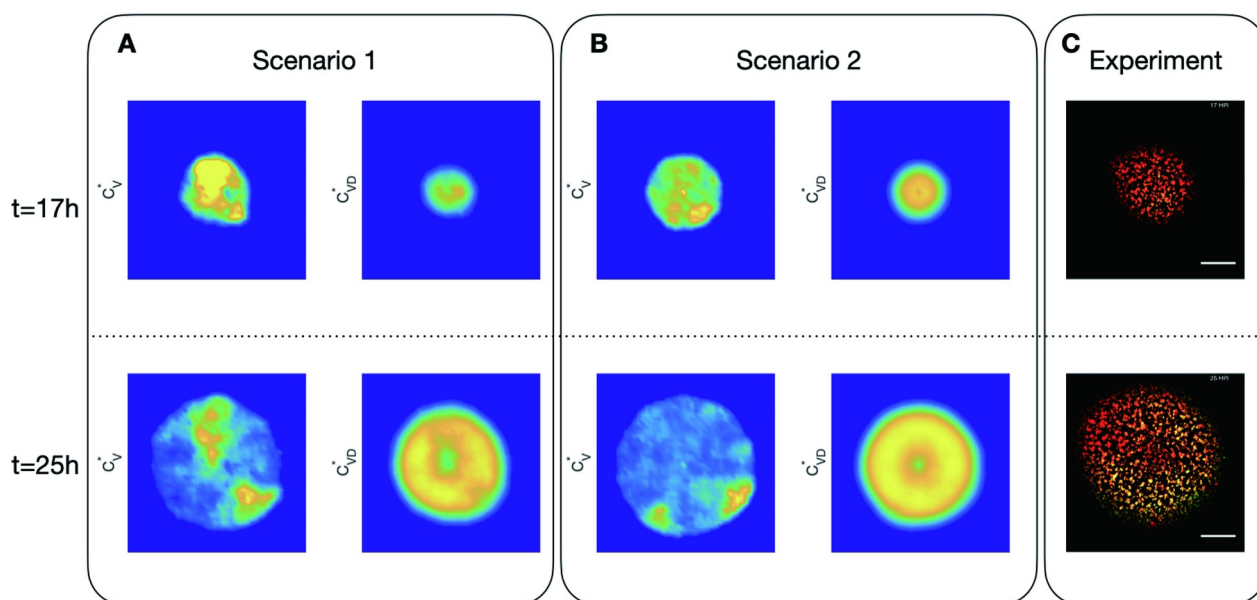 A
Scenario 1
B
Scenario 2
C
Experiment
t=17h
C*V
C*VD
C*V
C*VD
17 HPI
t=25h
C*V
C*VD
C*V
C*VD
25 HPI